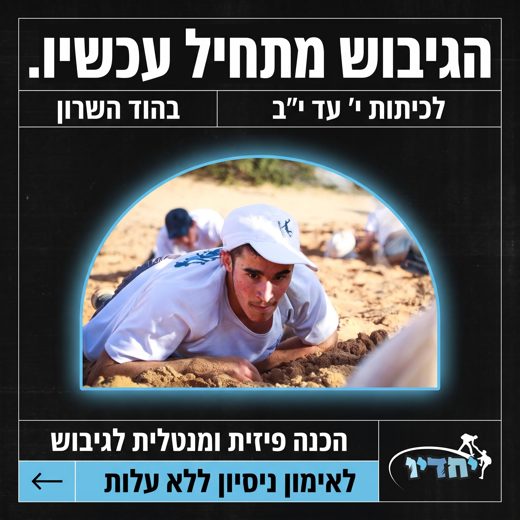 הגיבוש מתחיל עכשיו.
לכיתות י׳ עד י״ב
בהוד השרון
הכנה פיזית ומנטלית לגיבוש
לאימון ניסיון ללא עלות
יחדיו